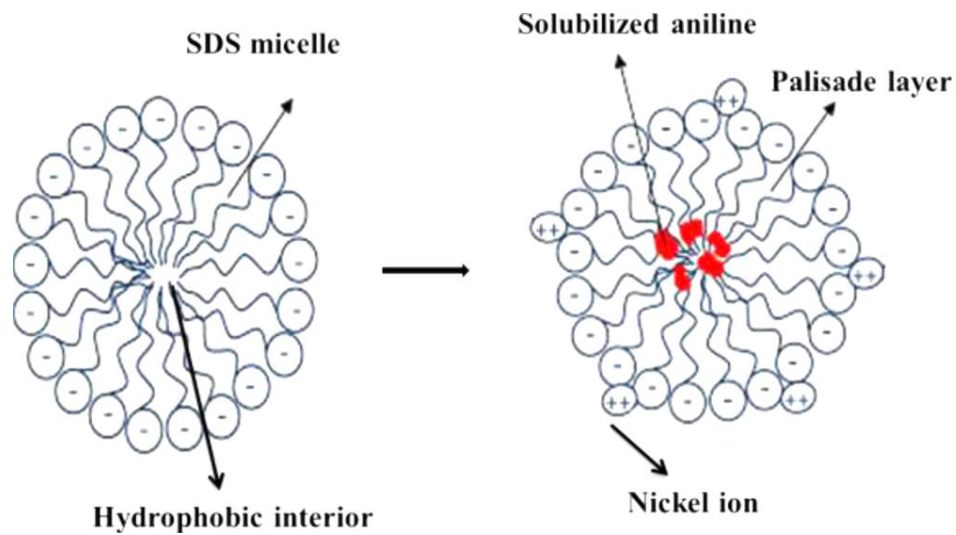 SDS micelle
Hydrophobic interior
Solubilized aniline
Palisade layer
Nickel ion